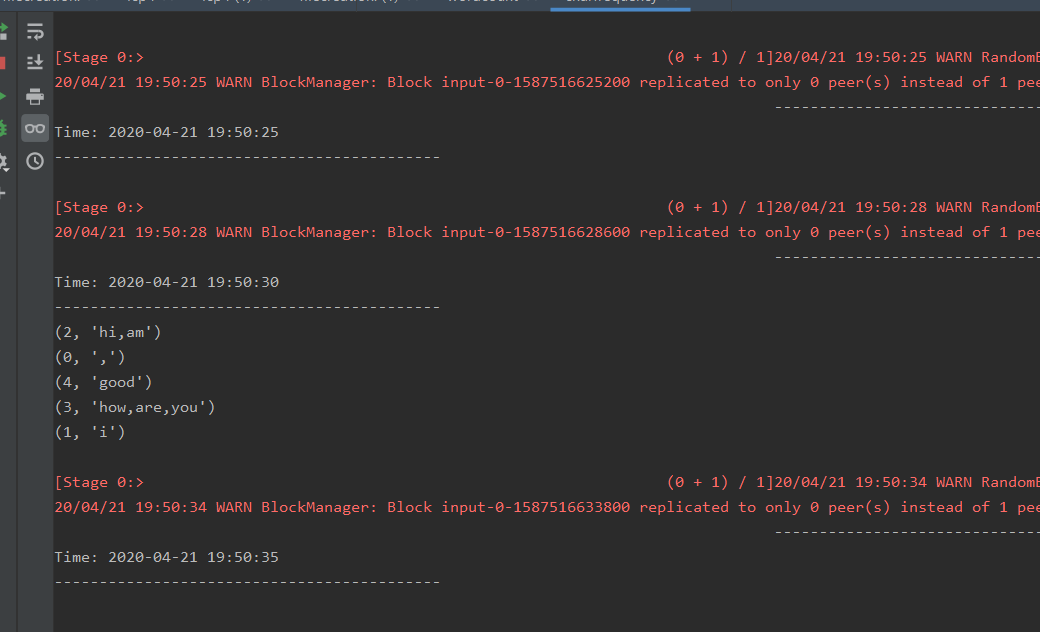 [Stage 0:> (0 + 1) / 1]20/04/21 19:50:25 WARN
20/04/21 19:50:25 WARN BlockManager: Block input-0-1587516625200 replicated to only 0 peer(s) instead of 1
-----------------------------
Time: 2020-04-21 19:50:25
-------------------------------------------
[Stage 0:> (0 + 1) / 1]20/04/21 19:50:28 WARN
20/04/21 19:50:28 WARN BlockManager: Block input-0-1587516628600 replicated to only 0 peer(s) instead of 1
-----------------------------
Time: 2020-04-21 19:50:30
-------------------------------------------
(2, 'hi,am')
(0, ',')
(4, 'good')
(3, 'how,are,you')
(1, 'i')
[Stage 0:> (0 + 1) / 1]20/04/21 19:50:34 WARN
20/04/21 19:50:34 WARN BlockManager: Block input-0-1587516633800 replicated to only 0 peer(s) instead of 1
-----------------------------
Time: 2020-04-21 19:50:35
-------------------------------------------